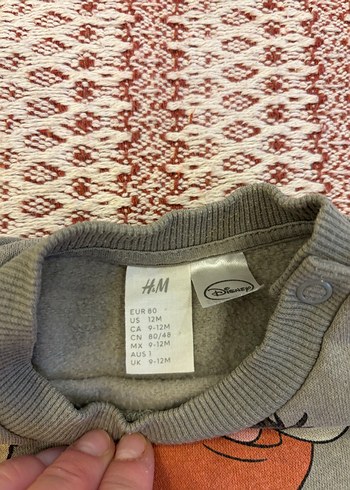 H&M
Disney
EUR 80
US 12M
CA 9-12M
CN 80/48
MX 9-12M
AUS 1
UK 9-12M